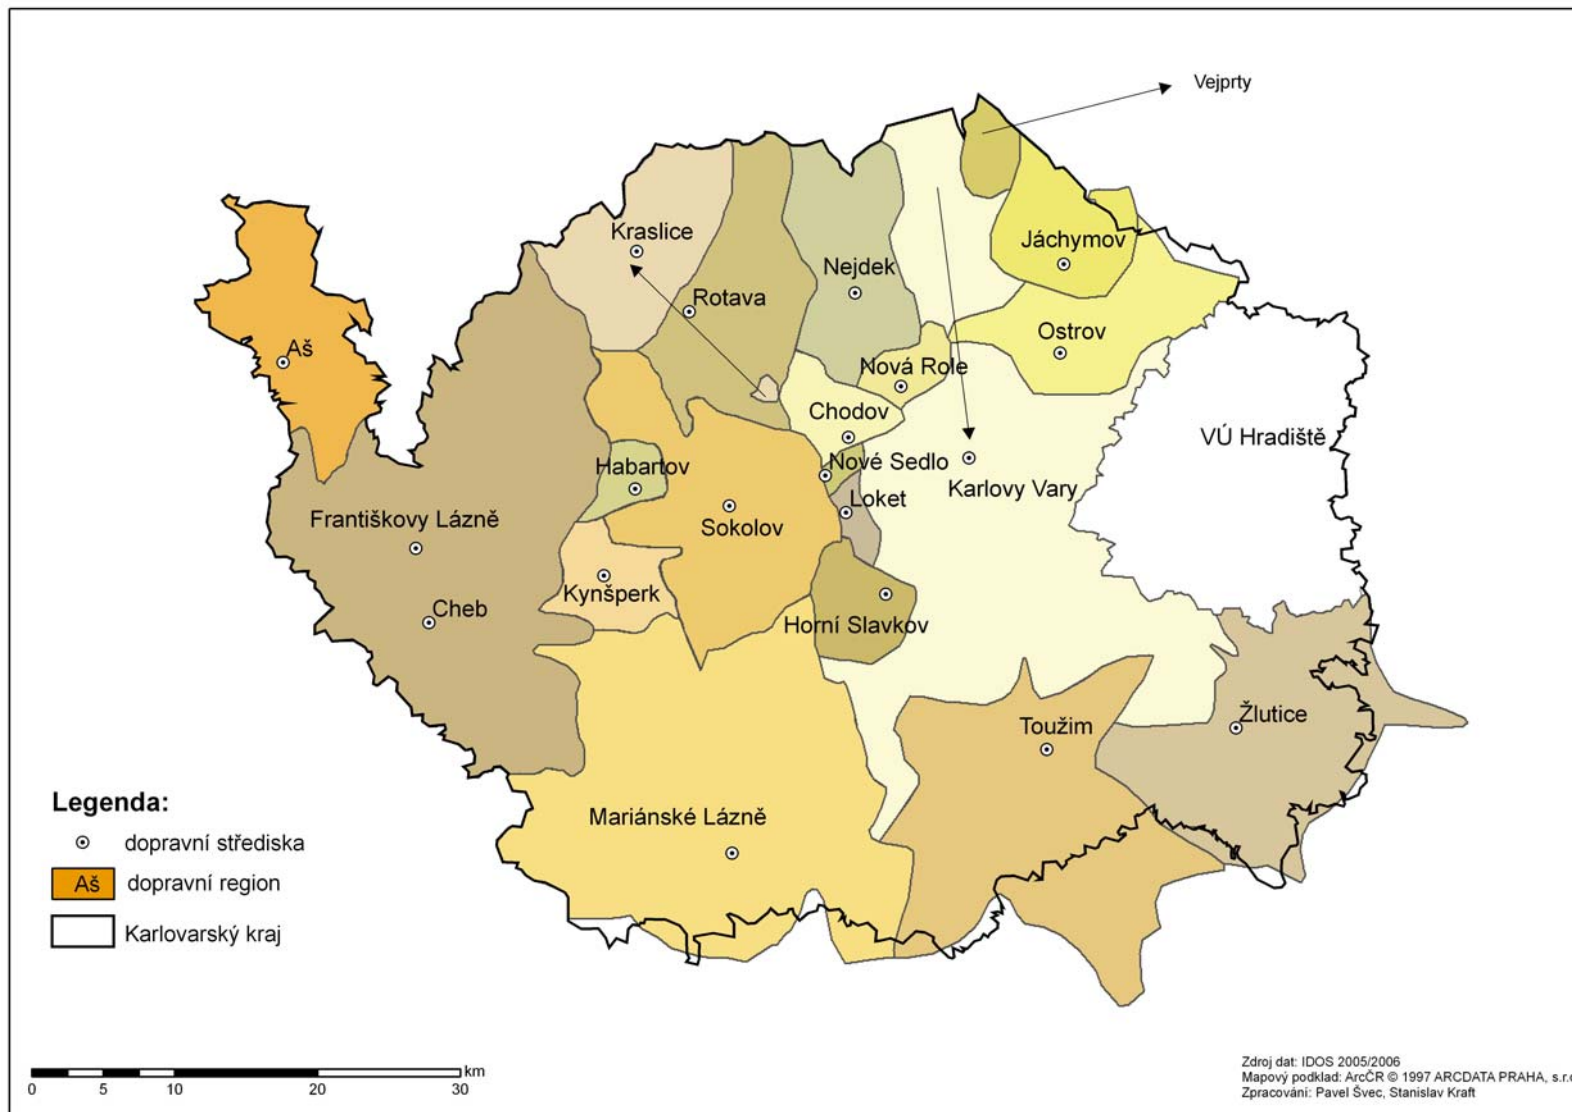 Vejprty
Kraslice
Jáchymov
Nejdek
Rotava
Ostrov
Aš
Nová Role
Chodov
VÚ Hradiště
Habartov
Nové Sedlo
Karlovy Vary
Loket
Františkovy Lázně
Sokolov
Kynšperk
Cheb
Horní Slavkov
Toužim
Žlutice
Mariánské Lázně
Legenda:
dopravní střediska
Aš dopravní region
Karlovarský kraj
km
0 5 10 20 30
Zdroj dat: IDOS 2005/2006
Mapový podklad: ArcČR © 1997 ARCDATA PRAHA, s.r.o
Zpracování: Pavel Švec, Stanislav Kraft